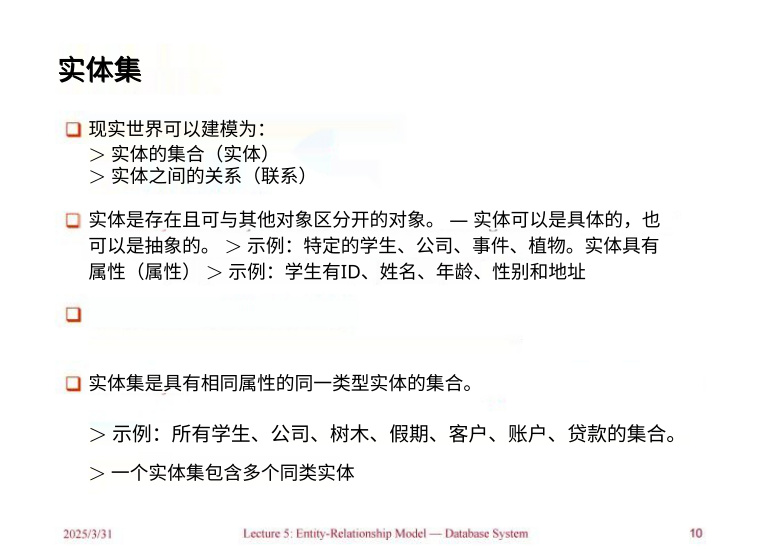 实体集
❑ 现实世界可以建模为：
＞ 实体的集合（实体）
＞ 实体之间的关系（联系）
❑ 实体是存在且可与其他对象区分开的对象。 — 实体可以是具体的，也
可以是抽象的。 ＞ 示例：特定的学生、公司、事件、植物。实体具有
属性（属性） ＞ 示例：学生有ID、姓名、年龄、性别和地址
❑
❑ 实体集是具有相同属性的同一类型实体的集合。
＞ 示例：所有学生、公司、树木、假期、客户、账户、贷款的集合。
＞ 一个实体集包含多个同类实体
2025/3/31 Lecture 5: Entity-Relationship Model — Database System 10